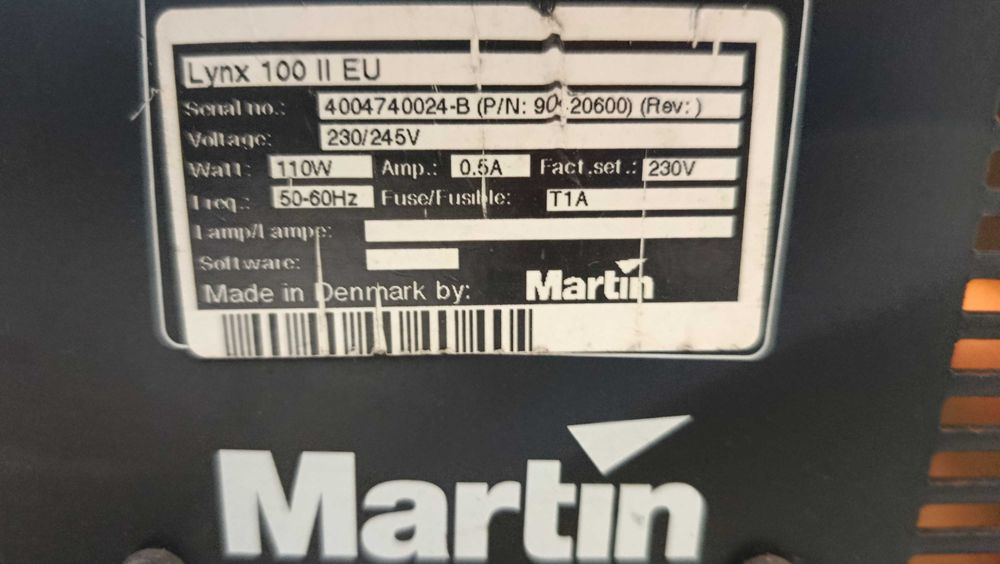 Lynx 100 II EU
Serial no.: 4004740024-B (P/N: 90 20600) (Rev: )
Voltage: 230/245V
Watt: 110W Amp.: 0.5A Fact.set.: 230V
Freq.: 50-60Hz Fuse/Fusible: T1A
Lamp/Lampe:
Software:
Made in Denmark by: Martin
Martin